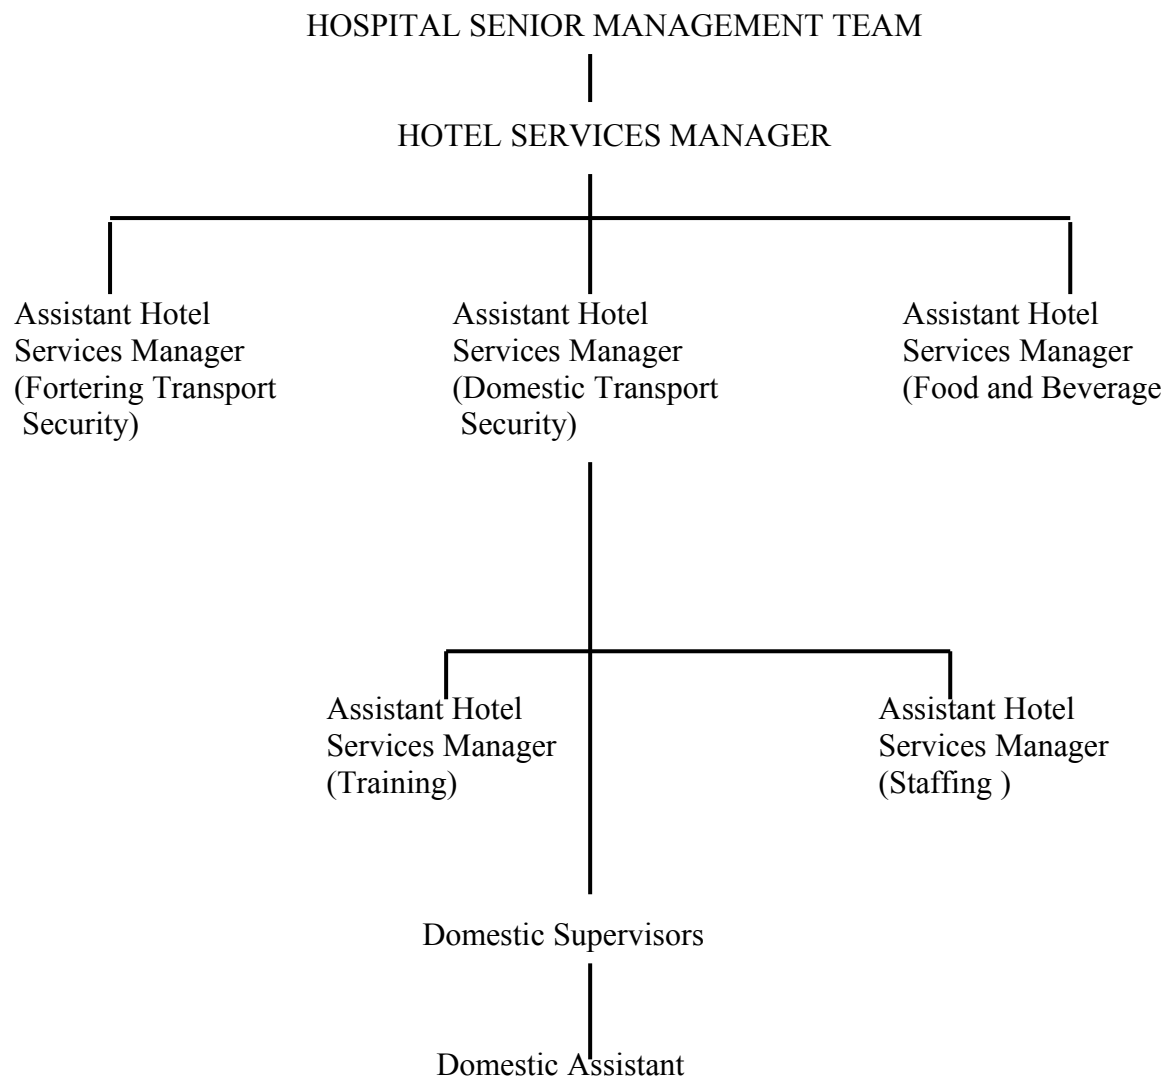 HOSPITAL SENIOR MANAGEMENT TEAM
HOTEL SERVICES MANAGER
Assistant Hotel
Services Manager
(Fortering Transport
Security)
Assistant Hotel
Services Manager
(Domestic Transport
Security)
Assistant Hotel
Services Manager
(Food and Beverage
Assistant Hotel
Services Manager
(Training)
Assistant Hotel
Services Manager
(Staffing )
Domestic Supervisors
Domestic Assistant